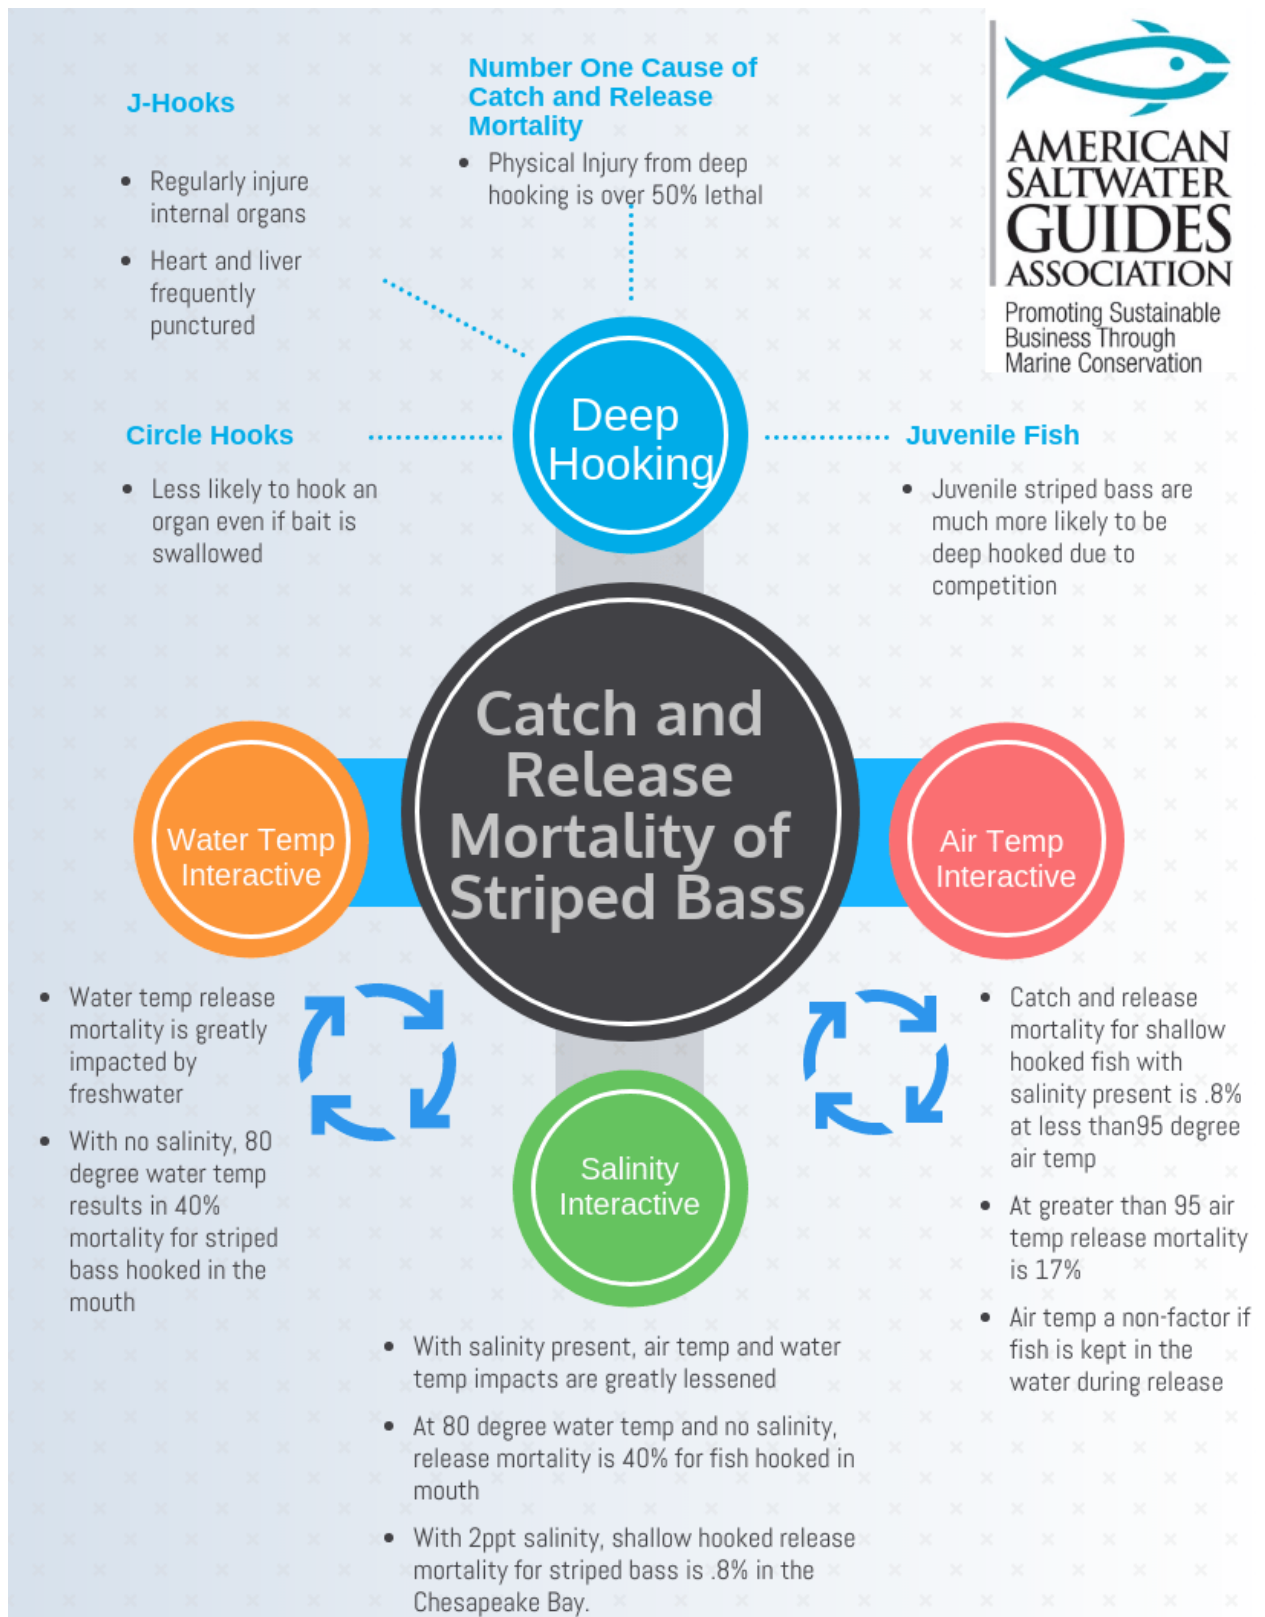 J-Hooks
• Regularly injure
internal organs
• Heart and liver
frequently
punctured
Number One Cause of
Catch and Release
Mortality
• Physical Injury from deep
hooking is over 50% lethal
AMERICAN
SALTWATER
GUIDES
ASSOCIATION
Promoting Sustainable
Business Through
Marine Conservation
Deep
Hooking
Circle Hooks
• Less likely to hook an
organ even if bait is
swallowed
Juvenile Fish
• Juvenile striped bass are
much more likely to be
deep hooked due to
competition
Catch and
Release
Mortality of
Striped Bass
Water Temp
Interactive
• Water temp release
mortality is greatly
impacted by
freshwater
• With no salinity, 80
degree water temp
results in 40%
mortality for striped
bass hooked in the
mouth
Air Temp
Interactive
• Catch and release
mortality for shallow
hooked fish with
salinity present is .8%
at less than95 degree
air temp
• At greater than 95 air
temp release mortality
is 17%
• Air temp a non-factor if
fish is kept in the
water during release
Salinity
Interactive
• With salinity present, air temp and water
temp impacts are greatly lessened
• At 80 degree water temp and no salinity,
release mortality is 40% for fish hooked in
mouth
• With 2ppt salinity, shallow hooked release
mortality for striped bass is .8% in the
Chesapeake Bay.